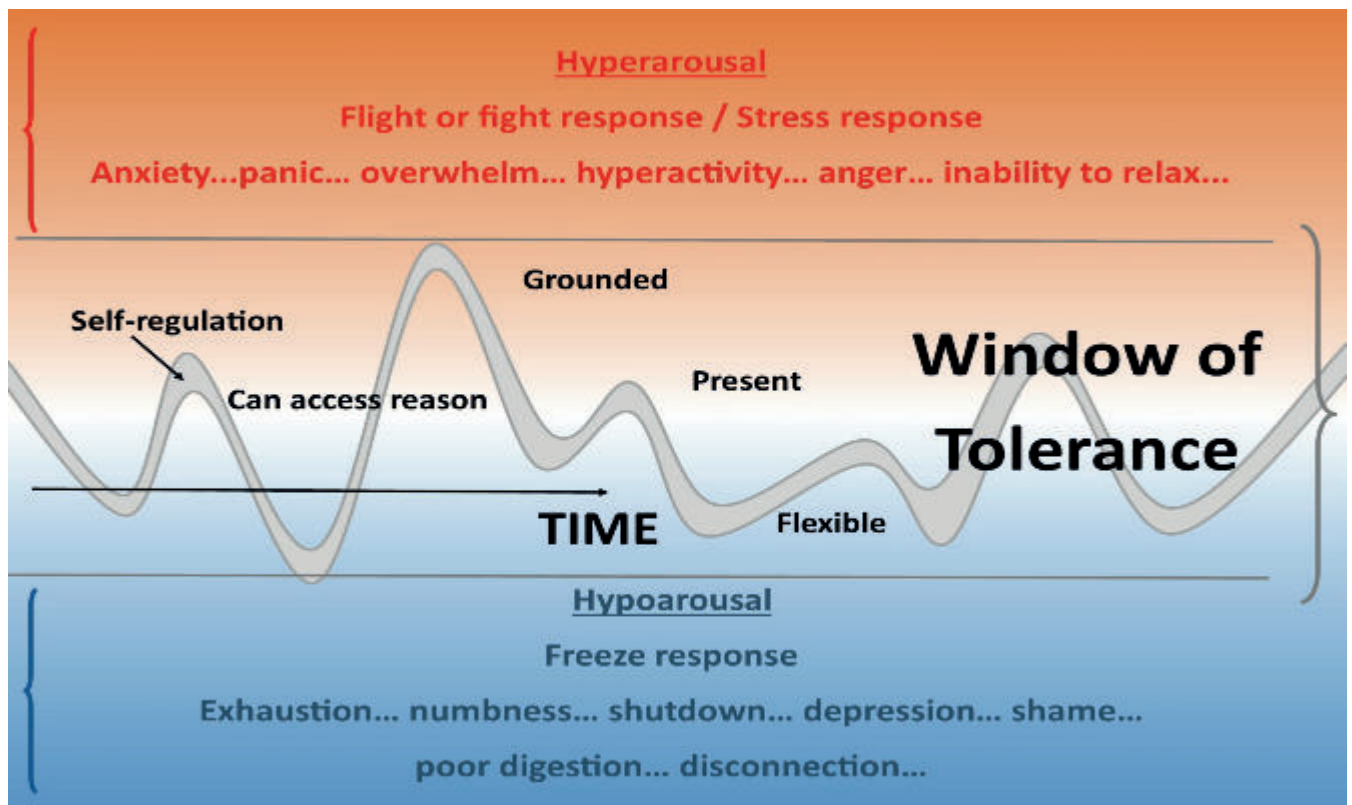 Hyperarousal
Flight or fight response / Stress response
Anxiety...panic... overwhelm... hyperactivity... anger... inability to relax...
Grounded
Self-regulation
Can access reason
Present
Window of
Tolerance
TIME
Flexible
Hypoarousal
Freeze response
Exhaustion... numbness... shutdown... depression... shame...
poor digestion... disconnection...